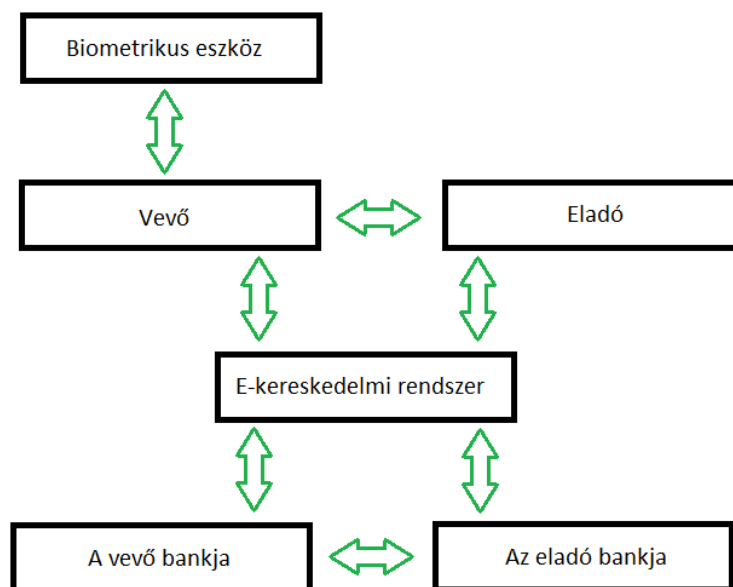 Biometrikus eszköz
Vevő
Eladó
E-kereskedelmi rendszer
A vevő bankja
Az eladó bankja